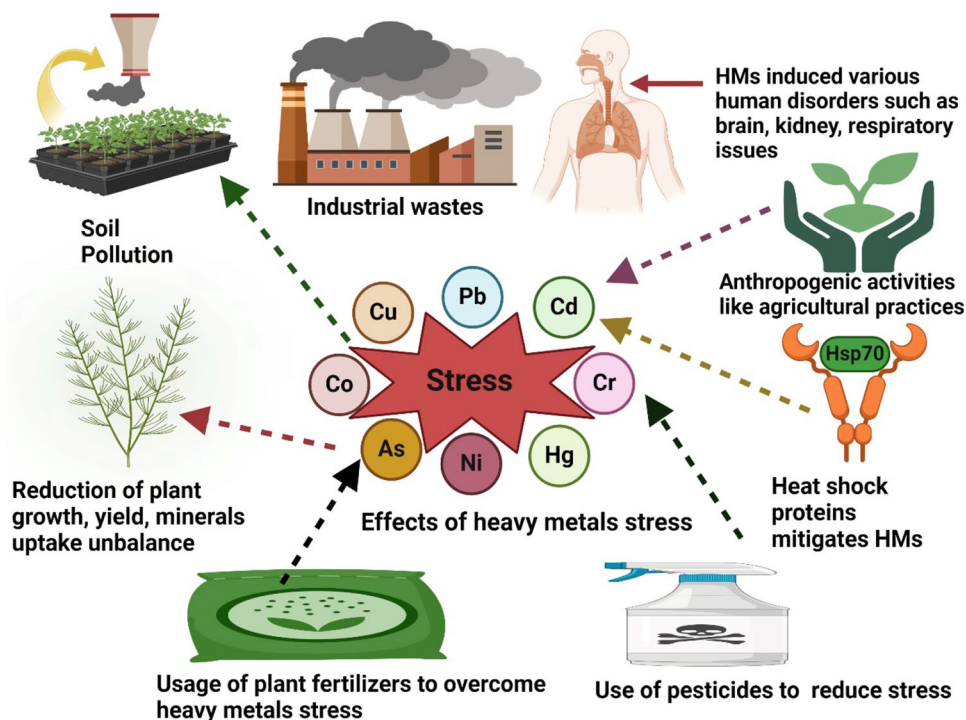 HMs induced various
human disorders such as
brain, kidney, respiratory
issues
Industrial wastes
Soil
Pollution
Anthropogenic activities
like agricultural practices
Cu
Pb
Cd
Co
Stress
Cr
As
Ni
Hg
Hsp70
Reduction of plant
growth, yield, minerals
uptake unbalance
Effects of heavy metals stress
Heat shock
proteins
mitigates HMs
Usage of plant fertilizers to overcome
heavy metals stress
Use of pesticides to reduce stress